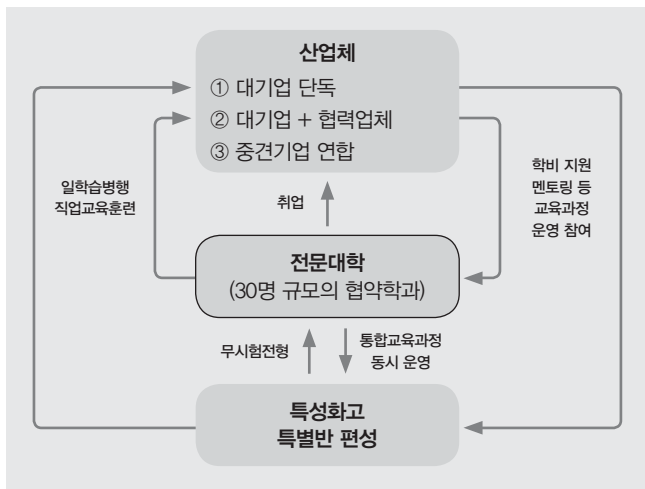 산업체
① 대기업 단독
② 대기업 + 협력업체
③ 중견기업 연합
일학습병행
직업교육훈련
취업
학비 지원
멘토링 등
교육과정
운영 참여
전문대학
(30명 규모의 협약학과)
무시험전형
통합교육과정
동시 운영
특성화고
특별반 편성